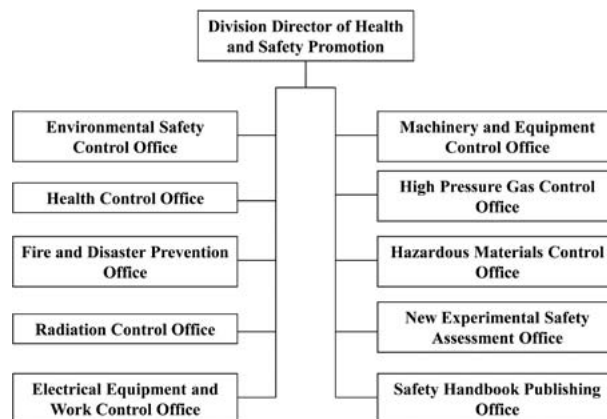 Division Director of Health
and Safety Promotion
Environmental Safety
Control Office
Health Control Office
Fire and Disaster Prevention
Office
Radiation Control Office
Electrical Equipment and
Work Control Office
Machinery and Equipment
Control Office
High Pressure Gas Control
Office
Hazardous Materials Control
Office
New Experimental Safety
Assessment Office
Safety Handbook Publishing
Office